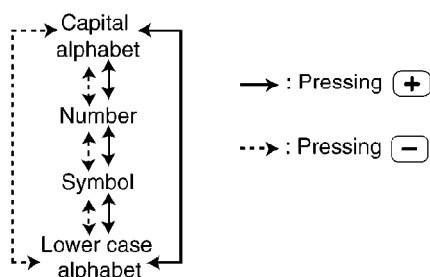 Capital
alphabet
Number
Symbol
Lower case
alphabet
: Pressing +
: Pressing −